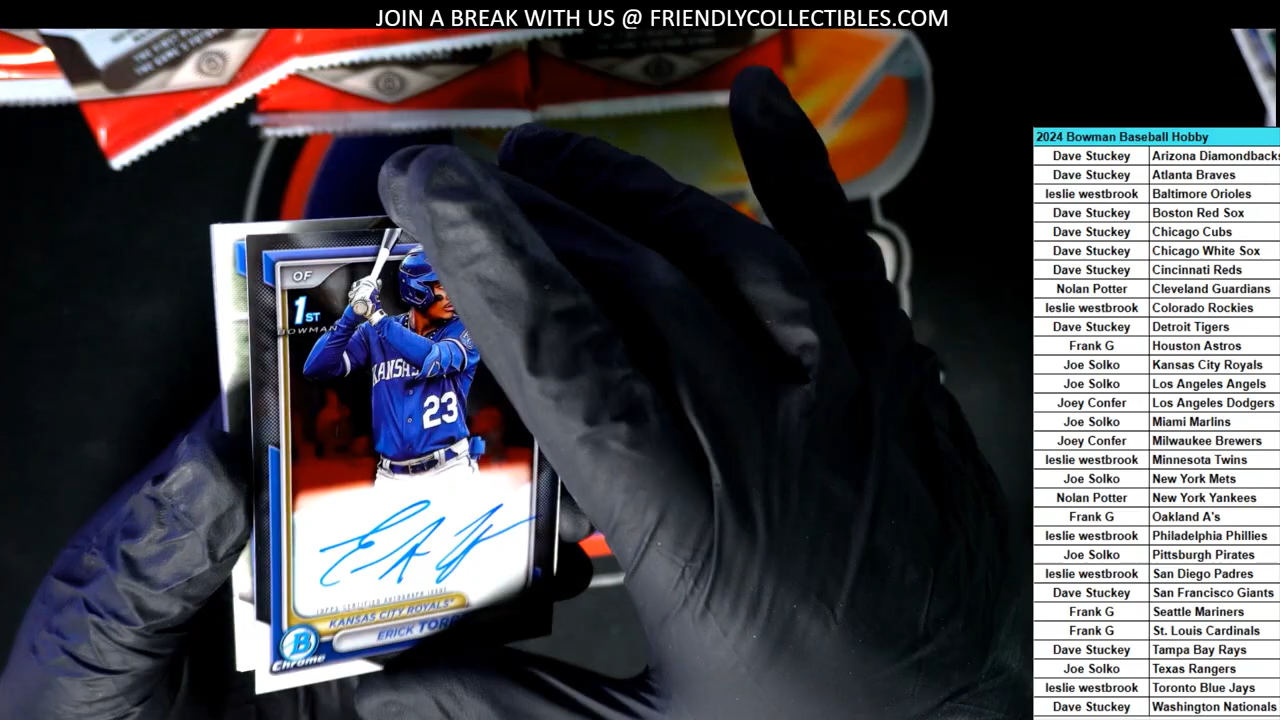 JOIN A BREAK WITH US @ FRIENDLYCOLLECTIBLES.COM
OF
1ST
BOWMAN
KANSAS
23
TOPPS CERTIFIED AUTOGRAPH ISSUE
KANSAS CITY ROYALS
ERICK TORR
B
Chrome
2024 Bowman Baseball Hobby
Dave Stuckey Arizona Diamondbacks
Dave Stuckey Atlanta Braves
leslie westbrook Baltimore Orioles
Dave Stuckey Boston Red Sox
Dave Stuckey Chicago Cubs
Dave Stuckey Chicago White Sox
Dave Stuckey Cincinnati Reds
Nolan Potter Cleveland Guardians
leslie westbrook Colorado Rockies
Dave Stuckey Detroit Tigers
Frank G Houston Astros
Joe Solko Kansas City Royals
Joe Solko Los Angeles Angels
Joey Confer Los Angeles Dodgers
Joe Solko Miami Marlins
Joey Confer Milwaukee Brewers
leslie westbrook Minnesota Twins
Joe Solko New York Mets
Nolan Potter New York Yankees
Frank G Oakland A's
leslie westbrook Philadelphia Phillies
Joe Solko Pittsburgh Pirates
leslie westbrook San Diego Padres
Dave Stuckey San Francisco Giants
Frank G Seattle Mariners
Frank G St. Louis Cardinals
Dave Stuckey Tampa Bay Rays
Joe Solko Texas Rangers
leslie westbrook Toronto Blue Jays
Dave Stuckey Washington Nationals